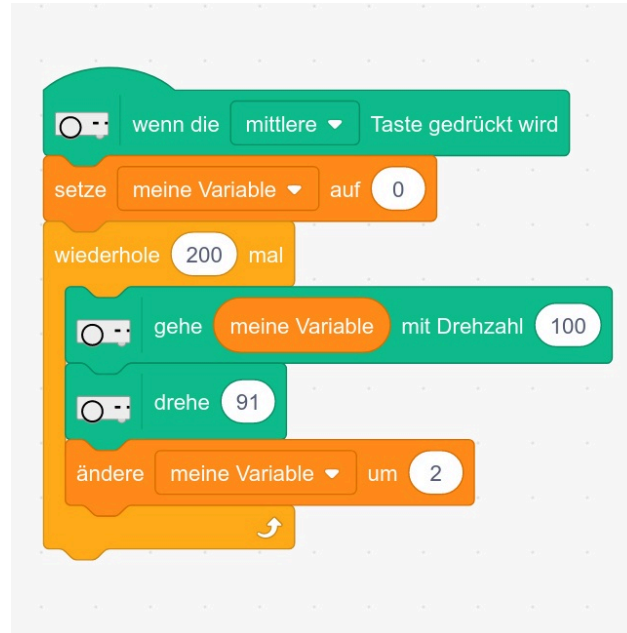 wenn die mittlere Taste gedrückt wird
setze meine Variable auf 0
wiederhole 200 mal
gehe meine Variable mit Drehzahl 100
drehe 91
ändere meine Variable um 2